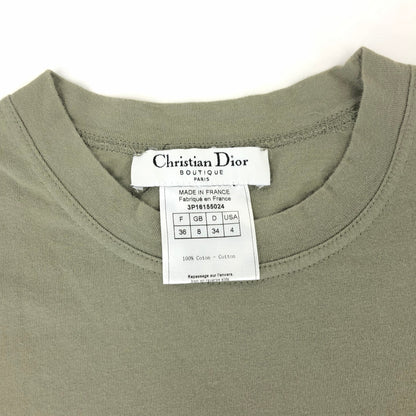 Christian Dior
BOUTIQUE
PARIS
MADE IN FRANCE
Fabriqué en France
3P16155024
F GB D USA
36 8 34 4
100% Coton - Cotton
Repassage sur l'envers